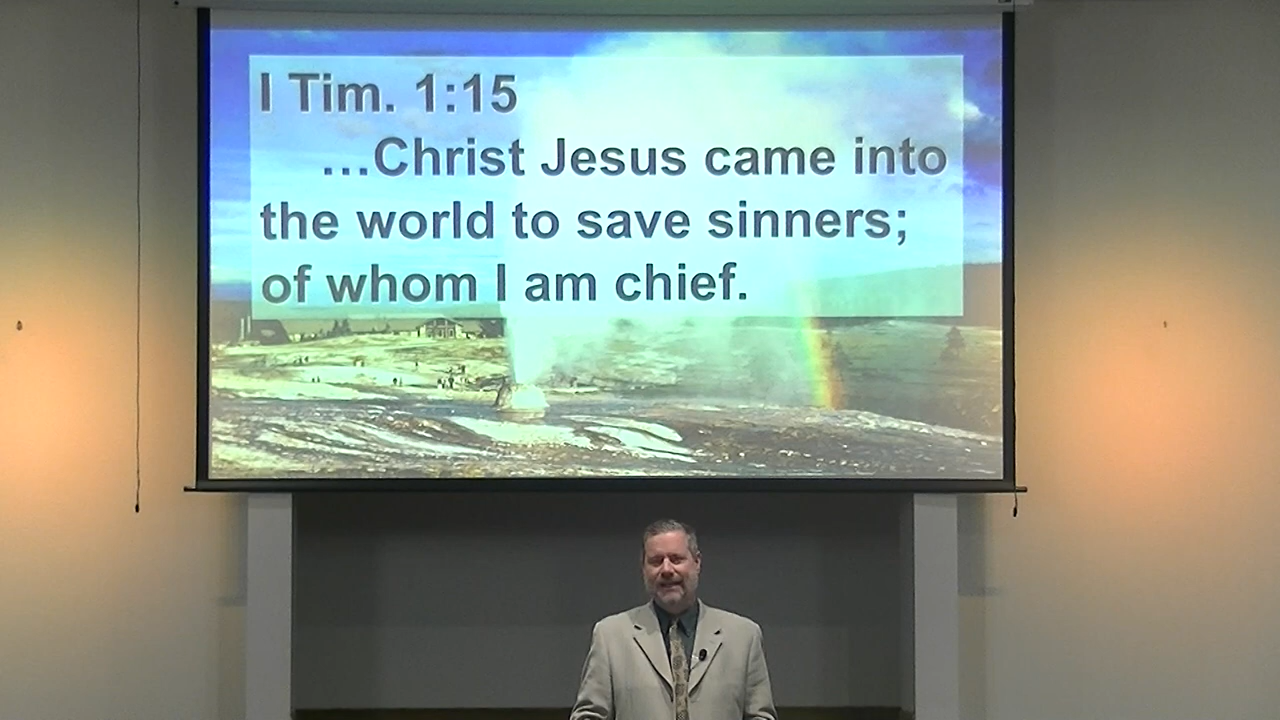 I Tim. 1:15
...Christ Jesus came into
the world to save sinners;
of whom I am chief.